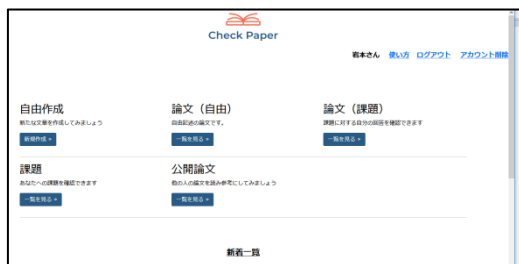 Check Paper
岩本さん 使い方 ログアウト アカウント削除
自由作成
新たな文章を作成してみましょう
新規作成 »
論文（自由）
自由記述の論文です。
一覧を見る »
論文（課題）
課題に対する自分の回答を確認できます
一覧を見る »
課題
あなたへの課題を確認できます
一覧を見る »
公開論文
他の人の論文を読み参考にしてみましょう
一覧を見る »
新着一覧